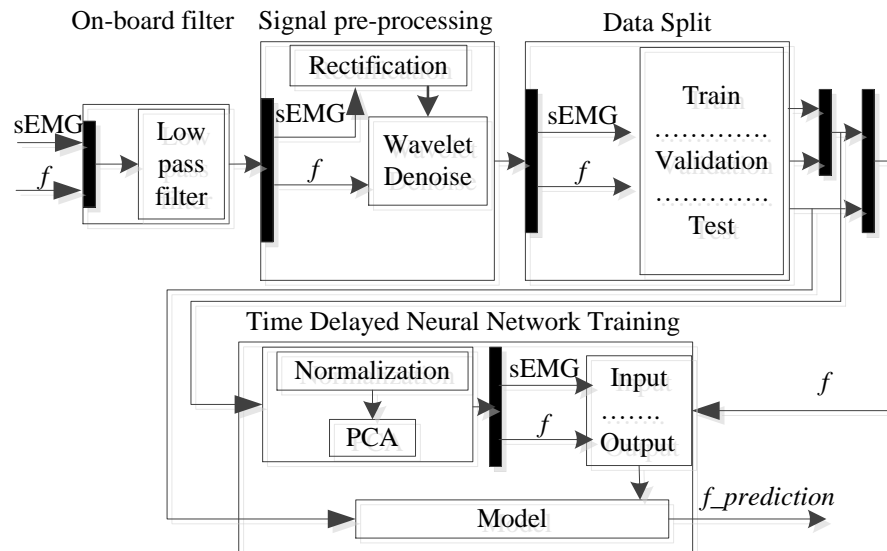 On-board filter
Signal pre-processing
Data Split
sEMG
f
Low
pass
filter
Rectification
sEMG
f
Wavelet
Denoise
sEMG
f
Train
.............
Validation
.............
Test
Time Delayed Neural Network Training
Normalization
PCA
sEMG
f
Input
.......
Output
f
Model
f_prediction